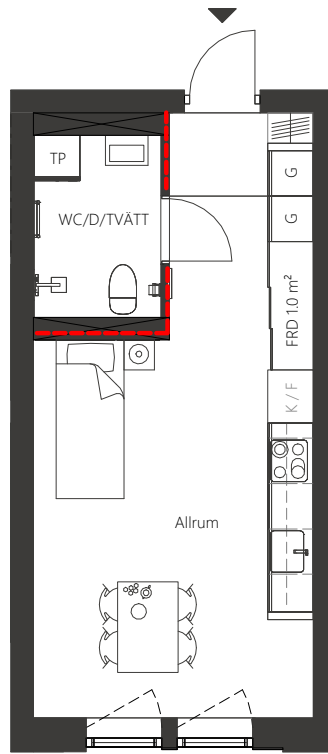 TP
G
WC/D/TVÄTT
G
FRD 1.0 m²
K / F
Allrum